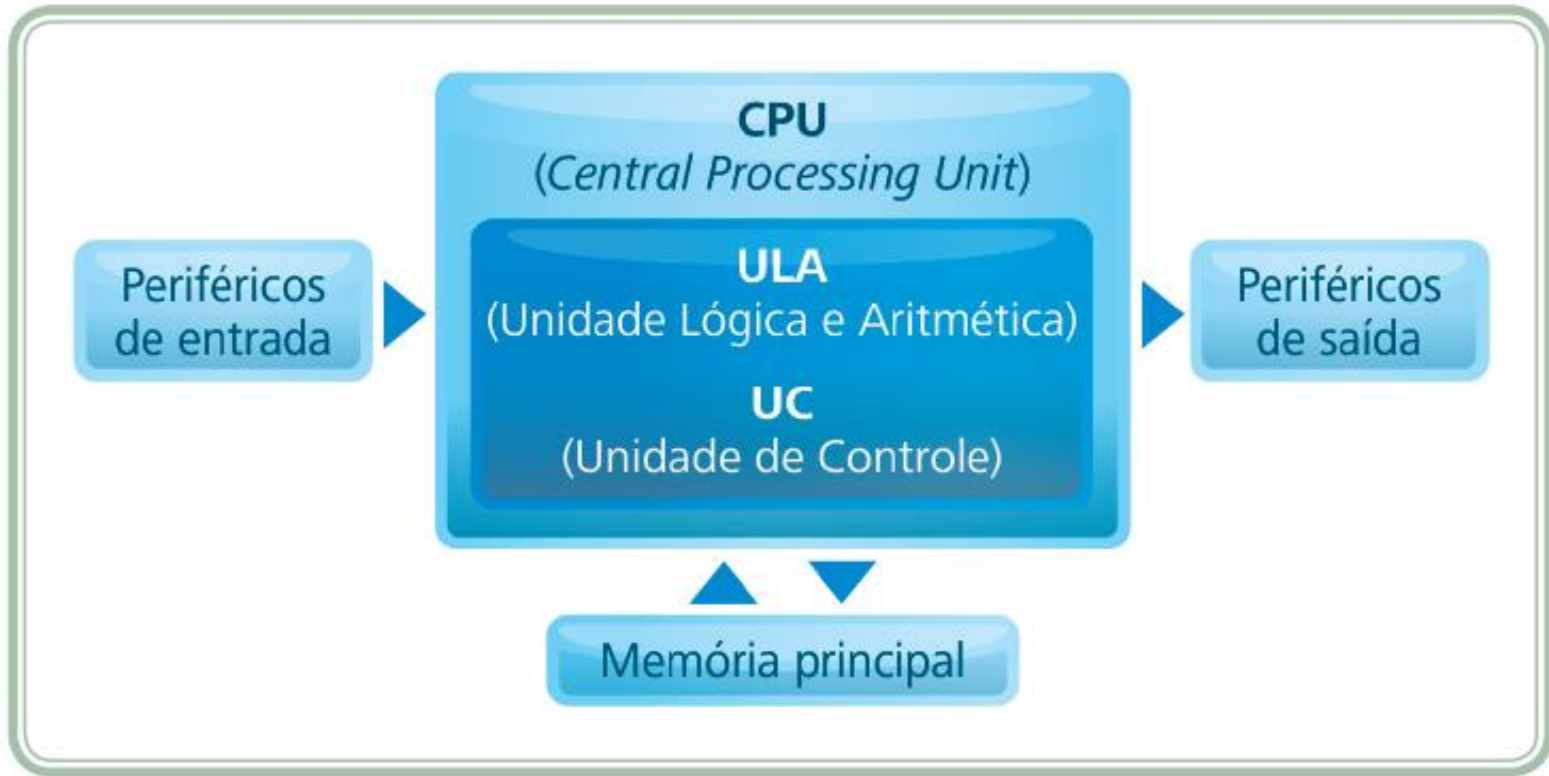 CPU
(Central Processing Unit)
Periféricos
de entrada
ULA
(Unidade Lógica e Aritmética)
UC
(Unidade de Controle)
Periféricos
de saída
Memória principal